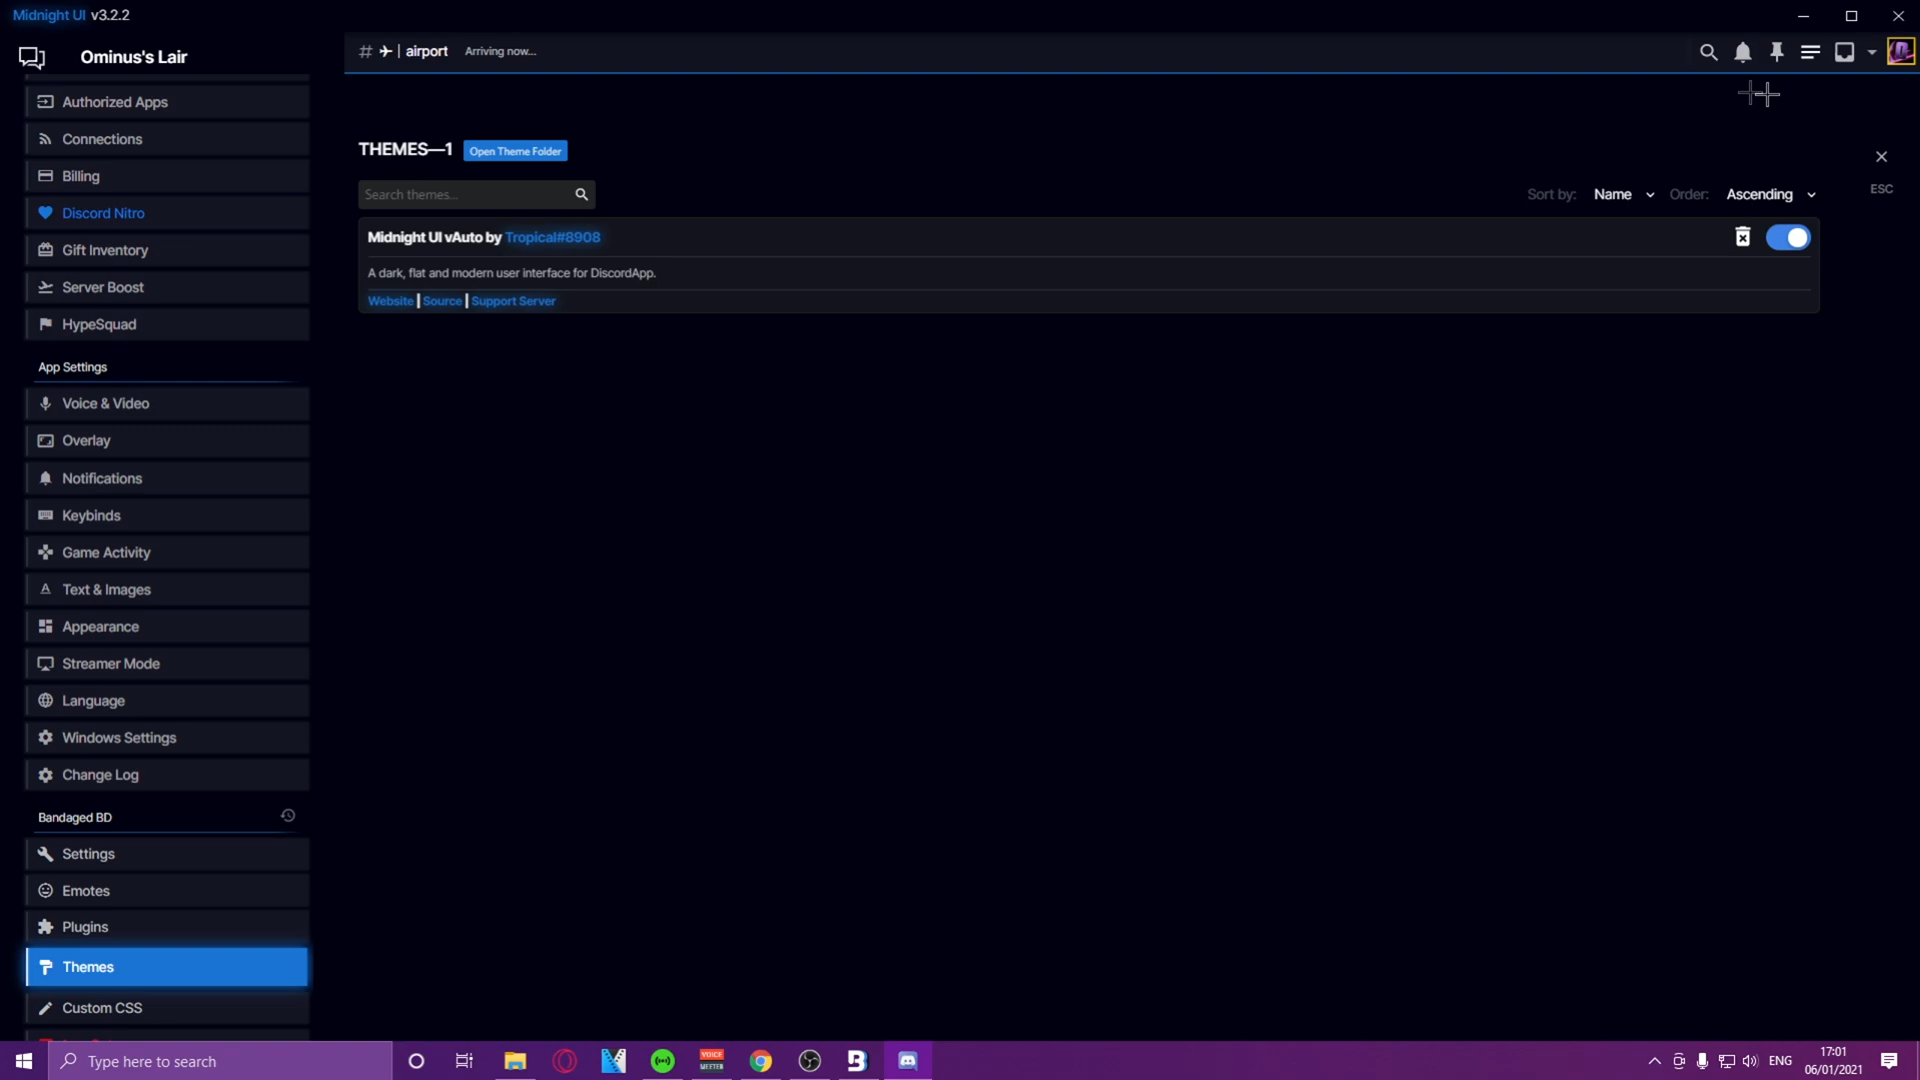 Midnight UI v3.2.2
Ominus's Lair
# | airport Arriving now...
Authorized Apps
Connections
Billing
Discord Nitro
Gift Inventory
Server Boost
HypeSquad
App Settings
Voice & Video
Overlay
Notifications
Keybinds
Game Activity
Text & Images
Appearance
Streamer Mode
Language
Windows Settings
Change Log
Bandaged BD
Settings
Emotes
Plugins
Themes
Custom CSS
THEMES—1 Open Theme Folder
ESC
Search themes...
Sort by: Name Order: Ascending
Midnight UI vAuto by Tropical#8908
A dark, flat and modern user interface for DiscordApp.
Website | Source | Support Server
Type here to search
VOICE
MEETER
ENG
17:01
06/01/2021